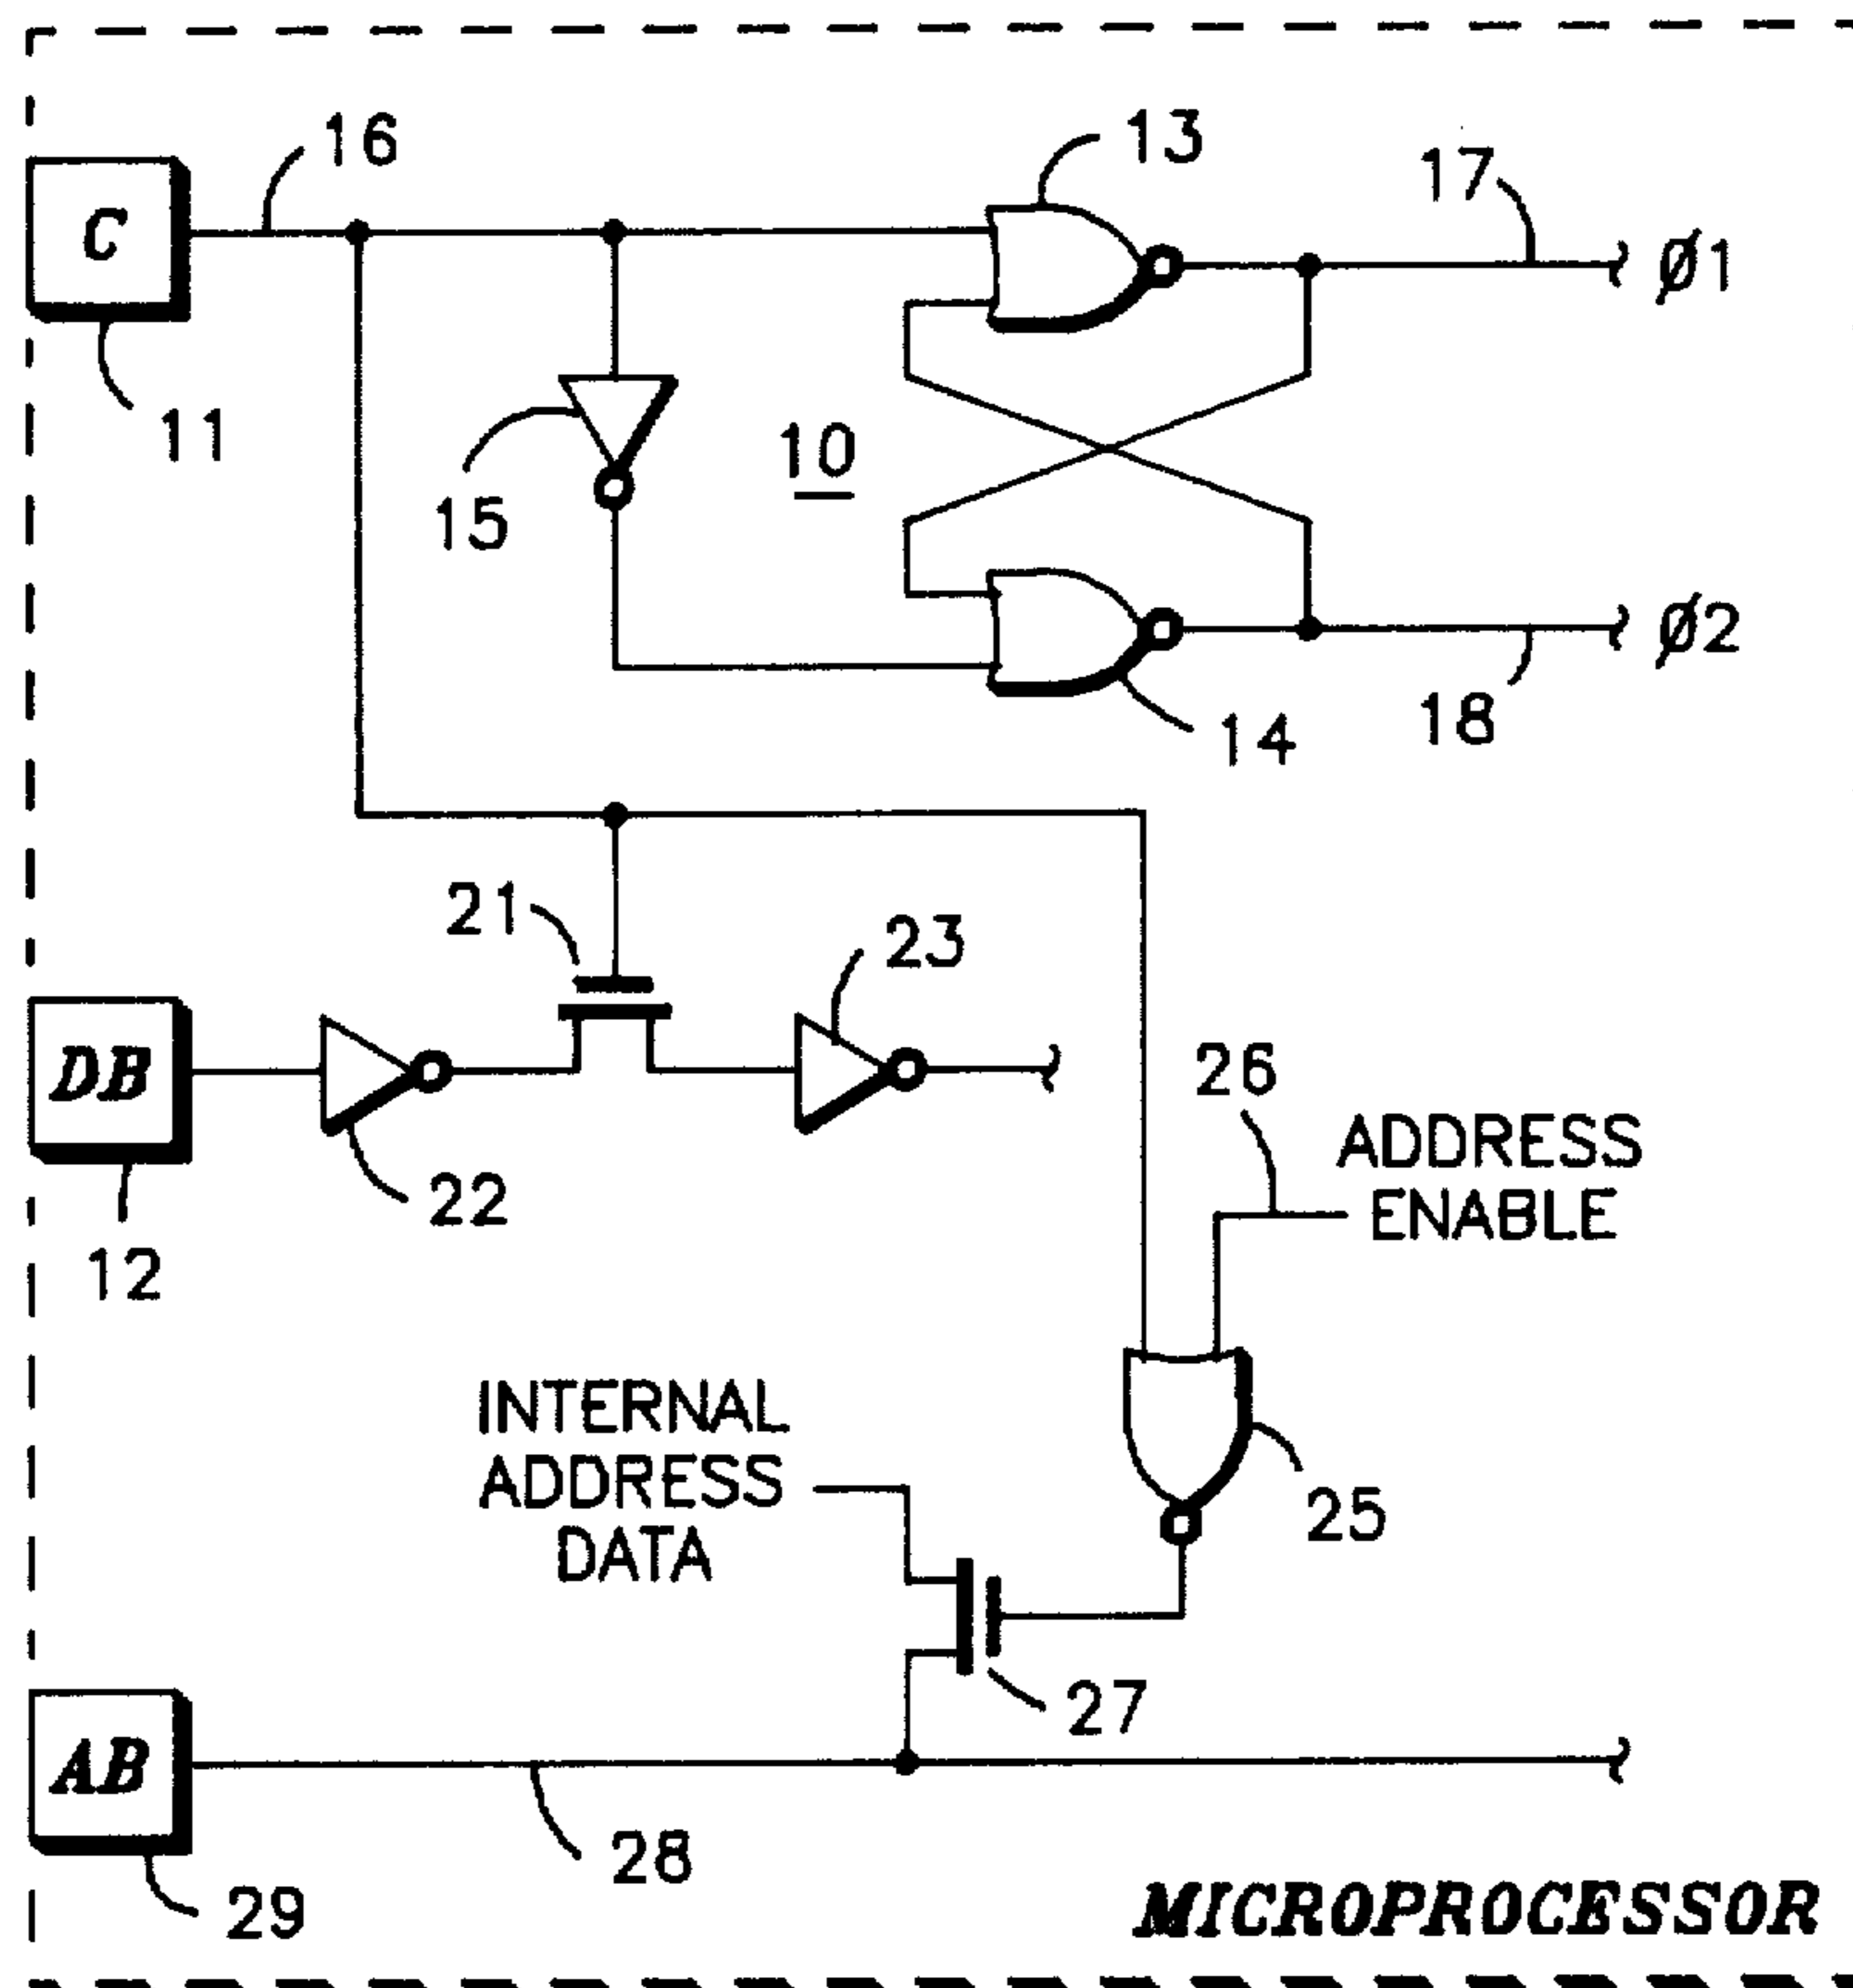 16
13
17
C
Ø1
11
15
10
Ø2
14
18
21
23
DB
26
ADDRESS
ENABLE
22
12
INTERNAL
ADDRESS
DATA
25
27
AB
28
29
MICROPROCESSOR